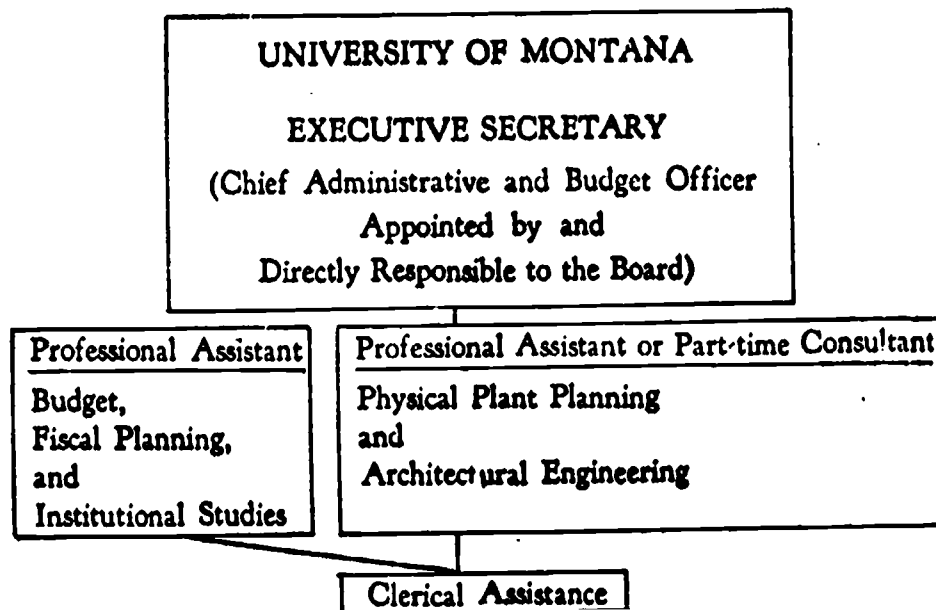 UNIVERSITY OF MONTANA
EXECUTIVE SECRETARY
(Chief Administrative and Budget Officer
Appointed by and
Directly Responsible to the Board)
Professional Assistant
Budget,
Fiscal Planning,
and
Institutional Studies
Professional Assistant or Part-time Consultant
Physical Plant Planning
and
Architectural Engineering
Clerical Assistance